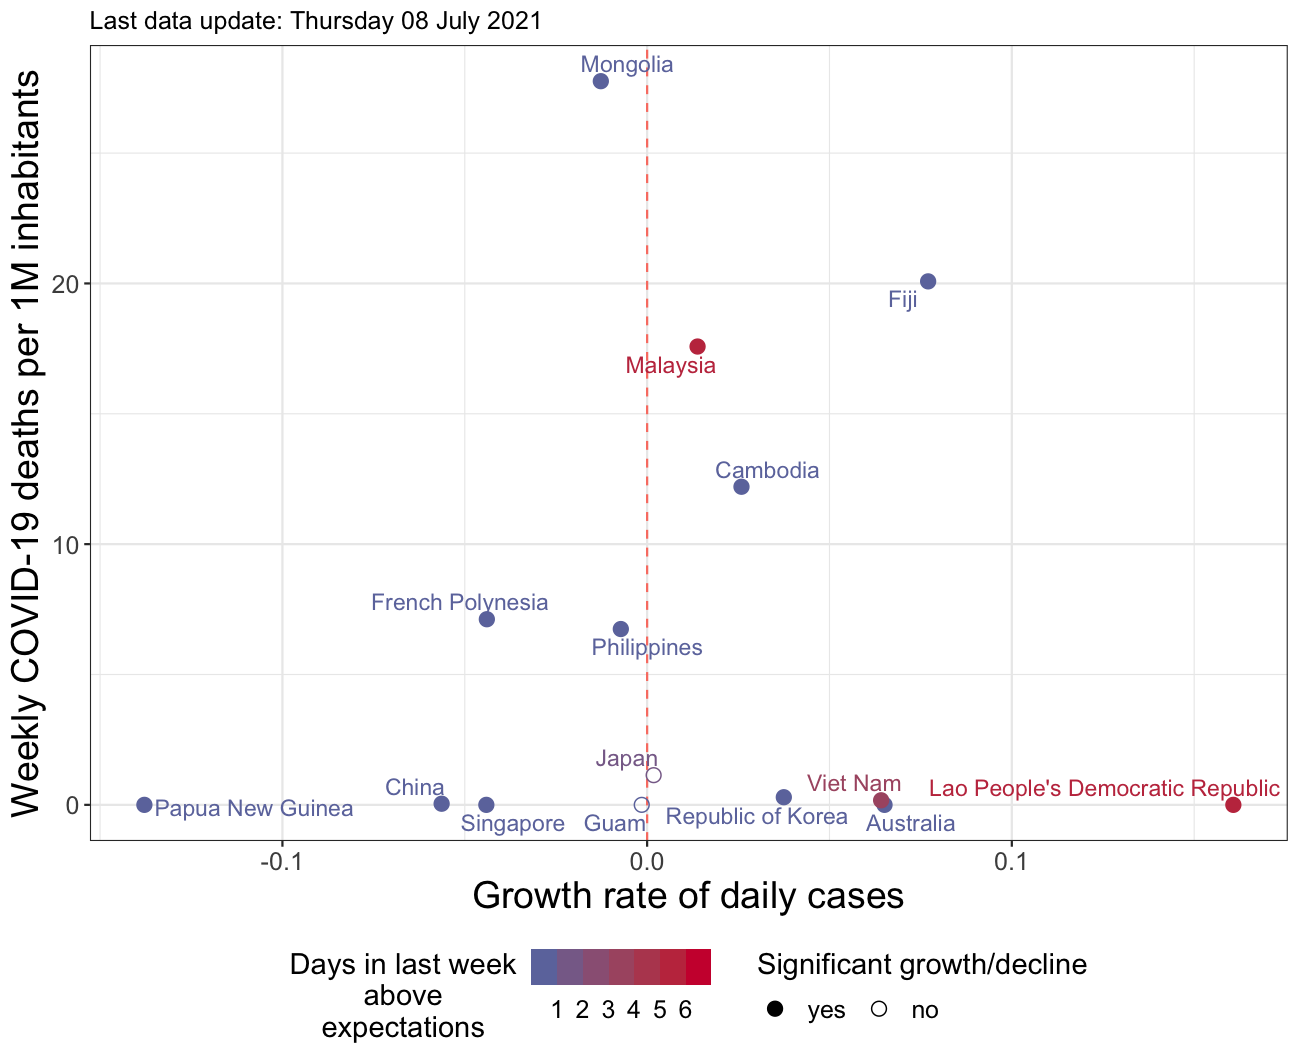 Last data update: Thursday 08 July 2021
Weekly COVID-19 deaths per 1M inhabitants
20
10
0
Mongolia
Fiji
Malaysia
Cambodia
French Polynesia
Philippines
Japan
China
Viet Nam
Lao People's Democratic Republic
Papua New Guinea
Singapore
Guam
Republic of Korea
Australia
-0.1
0.0
0.1
Growth rate of daily cases
Days in last week
above
expectations
1 2 3 4 5 6
Significant growth/decline
yes no